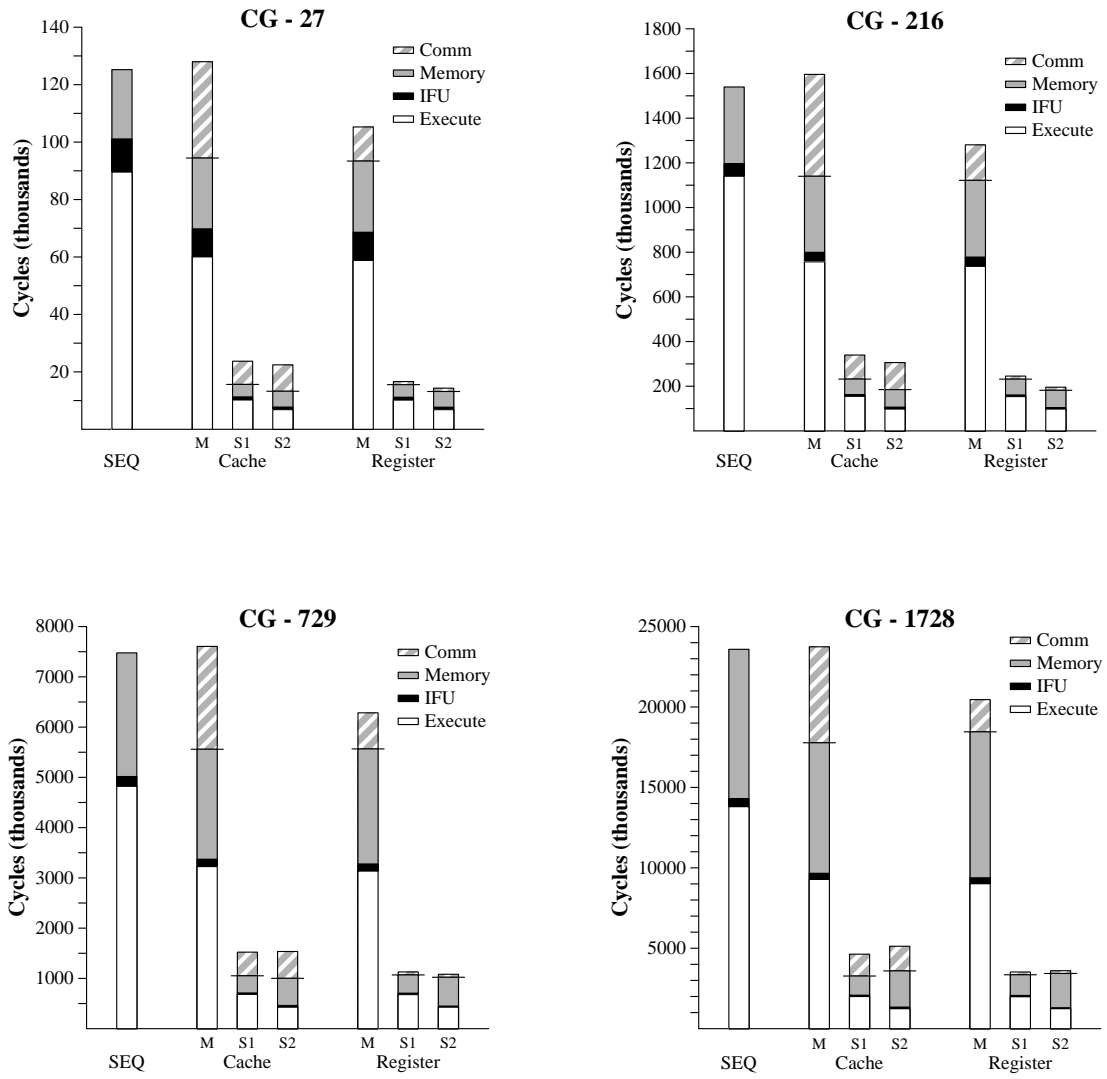 CG - 27
Cycles (thousands)
140
120
100
80
60
40
20
Comm
Memory
IFU
Execute
M S1 S2 M S1 S2
SEQ Cache Register
CG - 216
Cycles (thousands)
1800
1600
1400
1200
1000
800
600
400
200
Comm
Memory
IFU
Execute
M S1 S2 M S1 S2
SEQ Cache Register
CG - 729
Cycles (thousands)
8000
7000
6000
5000
4000
3000
2000
1000
Comm
Memory
IFU
Execute
M S1 S2 M S1 S2
SEQ Cache Register
CG - 1728
Cycles (thousands)
25000
20000
15000
10000
5000
Comm
Memory
IFU
Execute
M S1 S2 M S1 S2
SEQ Cache Register